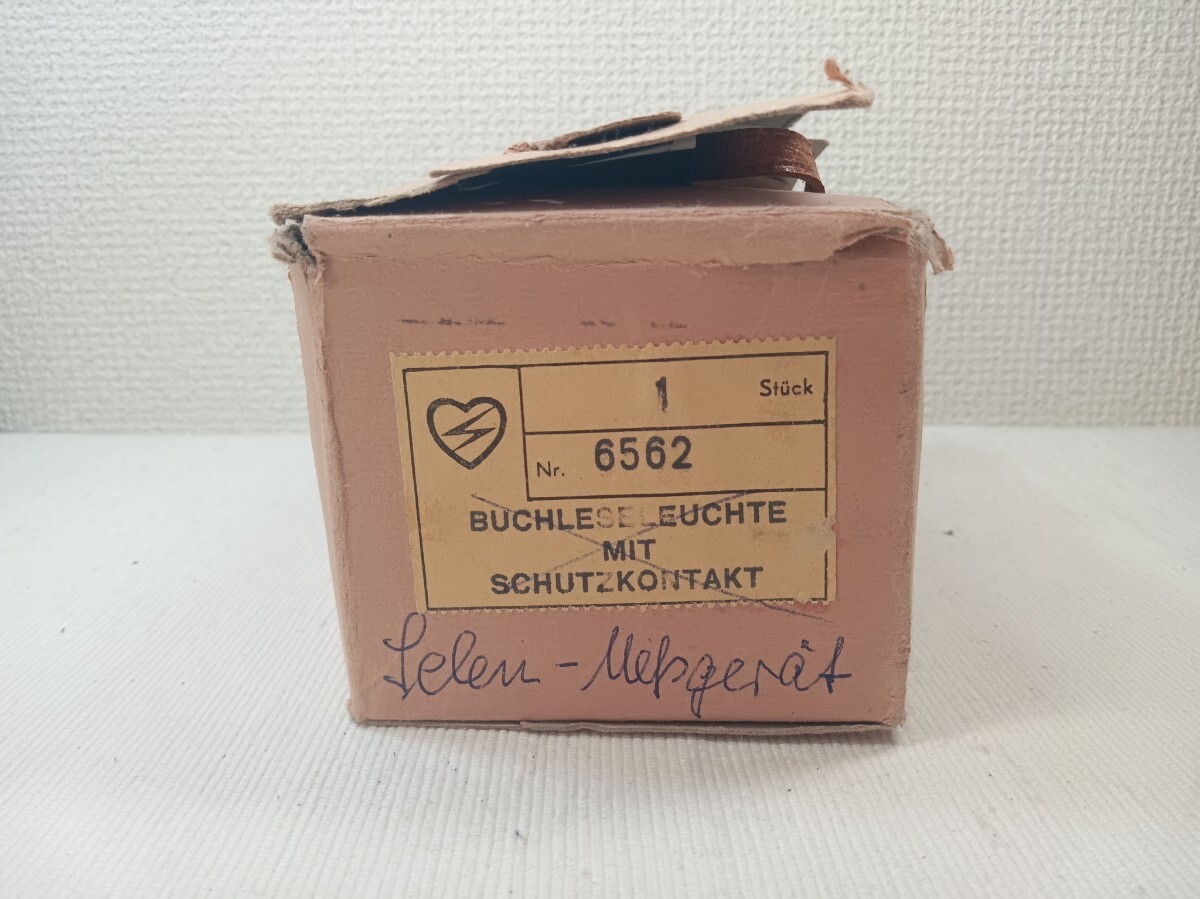 1 Stück
Nr. 6562
BUCHLESELEUCHTE
MIT
SCHUTZKONTAKT
Selen - Meßgerät